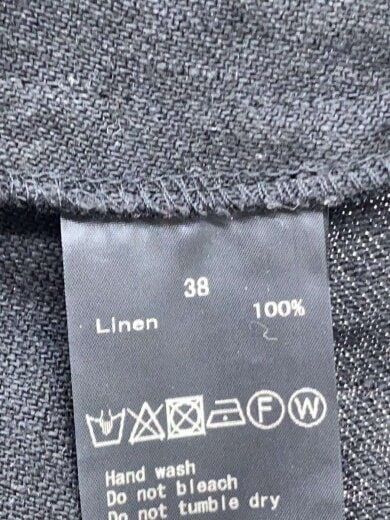 38
Linen 100%
F W
Hand wash
Do not bleach
Do not tumble dry